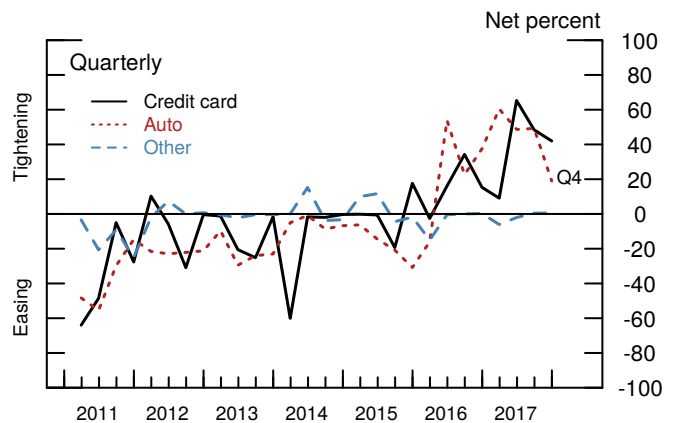 Net percent
Quarterly
Credit card
Auto
Other
Tightening
Easing
Q4
100
80
60
40
20
0
-20
-40
-60
-80
-100
2011 2012 2013 2014 2015 2016 2017